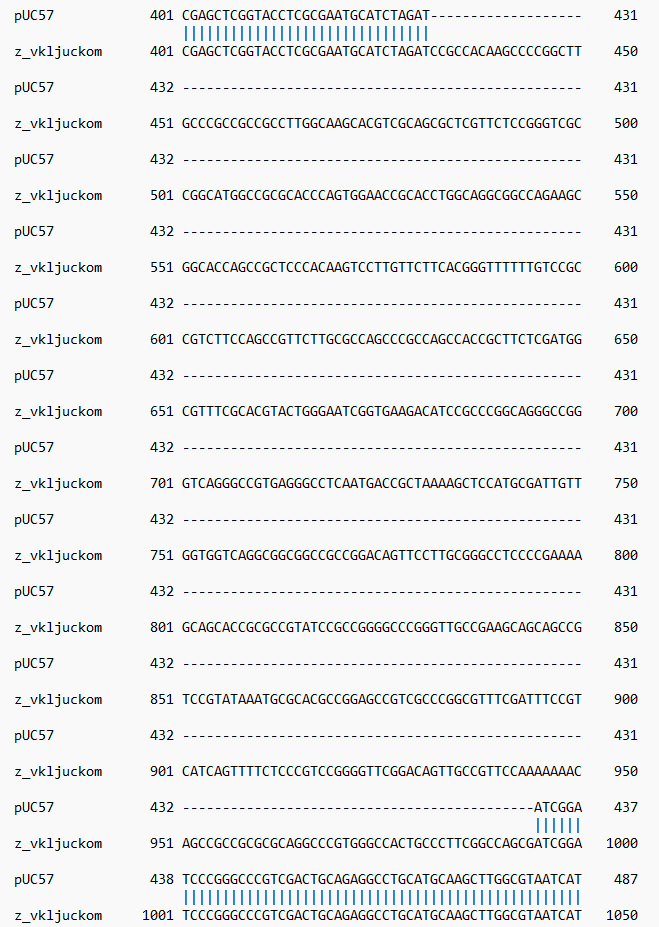 pUC57 401 CGAGCTCGGTACCTCGCGAATGCATCTAGAT------------------- 431
||||||||||||||||||||||||||||||||
z_vkljuckom 401 CGAGCTCGGTACCTCGCGAATGCATCTAGATCCGCCACAAGCCCCGGCTT 450
pUC57 432 -------------------------------------------------- 431
z_vkljuckom 451 GCCCGCCGCCGCCTTGGCAAGCACGTCGCAGCGCTCGTTCTCCGGGTCGC 500
pUC57 432 -------------------------------------------------- 431
z_vkljuckom 501 CGGCATGGCCGCGCACCCAGTGGAACCGCACCTGGCAGGCGGCCAGAAGC 550
pUC57 432 -------------------------------------------------- 431
z_vkljuckom 551 GGCACCAGCCGCTCCCACAAGTCCTTGTTCTTCACGGGTTTTTTGTCCGC 600
pUC57 432 -------------------------------------------------- 431
z_vkljuckom 601 CGTCTTCCAGCCGTTCTTGCGCCAGCCCGCCAGCCACCGCTTCTCGATGG 650
pUC57 432 -------------------------------------------------- 431
z_vkljuckom 651 CGTTTCGCACGTACTGGGAATCGGTGAAGACATCCGCCCGGCAGGGCCGG 700
pUC57 432 -------------------------------------------------- 431
z_vkljuckom 701 GTCAGGGCCGTGAGGGCCTCAATGACCGCTAAAAGCTCCATGCGATTGTT 750
pUC57 432 -------------------------------------------------- 431
z_vkljuckom 751 GGTGGTCAGGCGGCGGCCGCCGGACAGTTCCTTGCGGGCCTCCCCGAAAA 800
pUC57 432 -------------------------------------------------- 431
z_vkljuckom 801 GCAGCACCGCGCCGTATCCGCCGGGGCCCGGGTTGCCGAAGCAGCAGCCG 850
pUC57 432 -------------------------------------------------- 431
z_vkljuckom 851 TCCGTATAAATGCGCACGCCGGAGCCGTCGCCCGGCGTTTCGATTTCCGT 900
pUC57 432 -------------------------------------------------- 431
z_vkljuckom 901 CATCAGTTTTCTCCCGTCCGGGGTTCGGACAGTTGCCGTTCCAAAAAAAC 950
pUC57 432 --------------------------------------------ATCGGA 437
||||||
z_vkljuckom 951 AGCCGCCGCGCGCAGGCCCGTGGGCCACTGCCCTTCGGCCAGCGATCGGA 1000
pUC57 438 TCCCGGGCCCGTCGACTGCAGAGGCCTGCATGCAAGCTTGGCGTAATCAT 487
||||||||||||||||||||||||||||||||||||||||||||||||||
z_vkljuckom 1001 TCCCGGGCCCGTCGACTGCAGAGGCCTGCATGCAAGCTTGGCGTAATCAT 1050